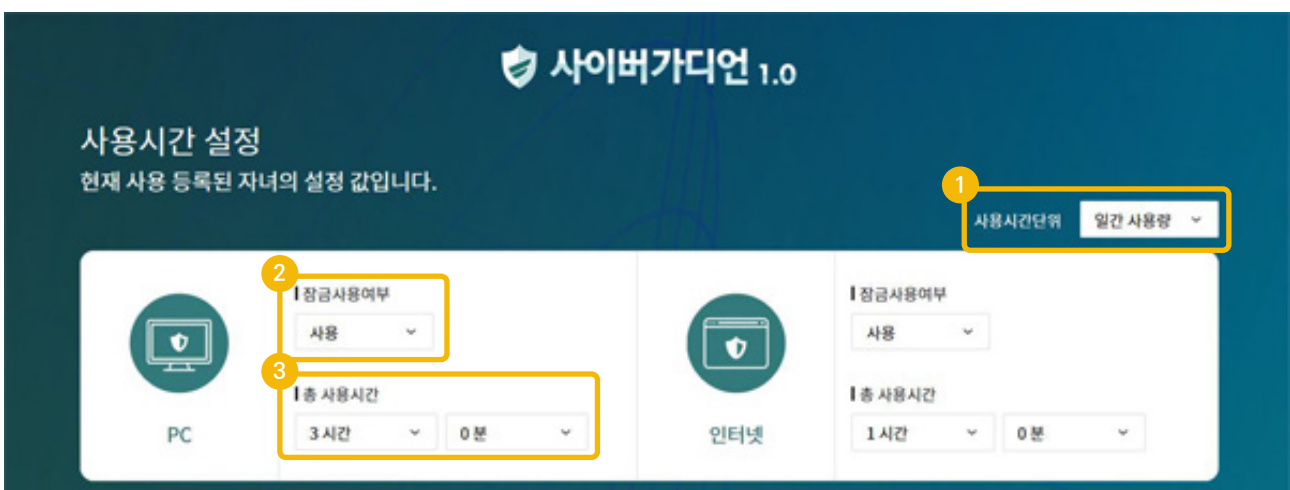 사이버가디언 1.0
사용시간 설정
현재 사용 등록된 자녀의 설정 값입니다.
1
사용시간단위 일간 사용량
2
잠금사용여부
사용
3
총 사용시간
3 시간 0 분
PC
잠금사용여부
사용
총 사용시간
1 시간 0 분
인터넷